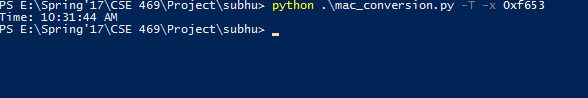 PS E:\Spring'17\CSE 469\Project\subhu> python .\mac_conversion.py -T -x 0xf653
Time: 10:31:44 AM
PS E:\Spring'17\CSE 469\Project\subhu>